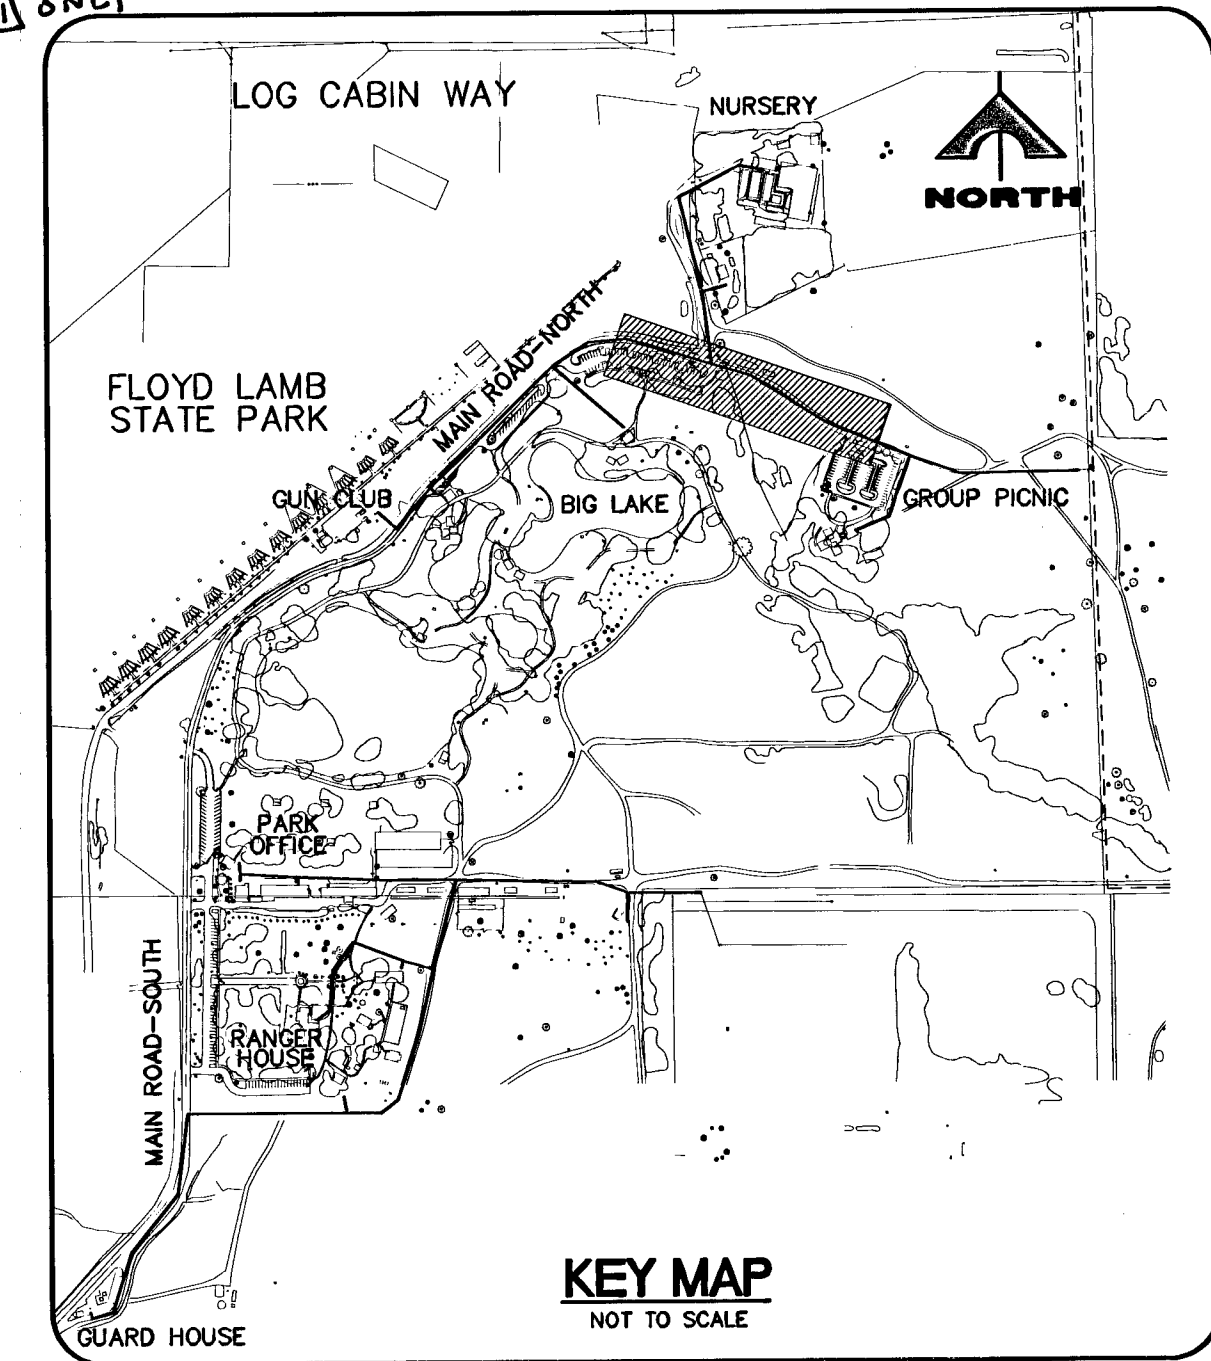 ONLY
LOG CABIN WAY
NURSERY
NORTH
MAIN ROAD-NORTH
FLOYD LAMB
STATE PARK
GUN CLUB
BIG LAKE
GROUP PICNIC
PARK
OFFICE
MAIN ROAD-SOUTH
RANGER
HOUSE
KEY MAP
NOT TO SCALE
GUARD HOUSE